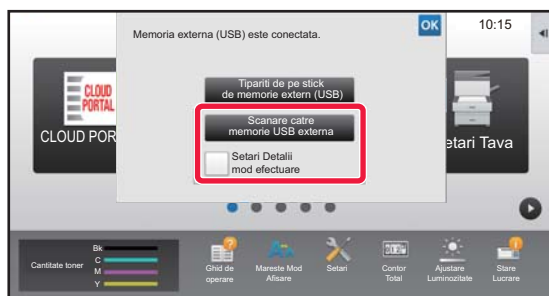 Memoria externa (USB) este conectata.
OK
10:15
Tipariti de pe stick
de memorie extern (USB)
Scanare catre
memorie USB externa
Setari Detalii
mod efectuare
CLOUD
PORTAL
CLOUD POR
etari Tava
Cantitate toner
Bk
C
M
Y
Ghid de
operare
Mareste Mod
Afisare
Setari
Contor
Total
Ajustare
Luminozitate
Stare
Lucrare